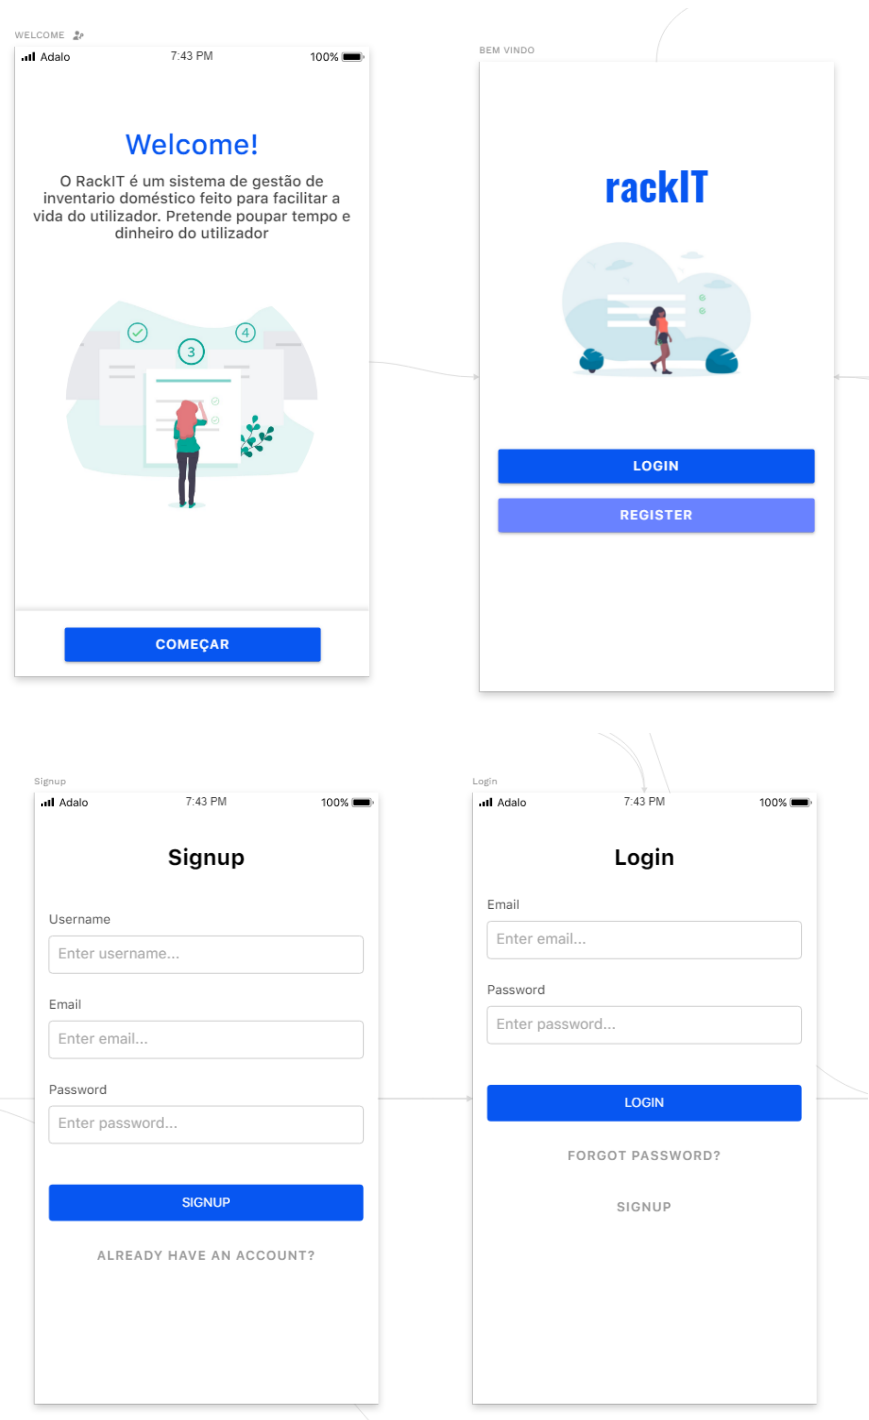 WELCOME
Adalo 7:43 PM 100%
Welcome!
O RackIT é um sistema de gestão de
inventario doméstico feito para facilitar a
vida do utilizador. Pretende poupar tempo e
dinheiro do utilizador
3
4
COMEÇAR
BEM VINDO
rackIT
LOGIN
REGISTER
Signup
Adalo 7:43 PM 100%
Signup
Username
Enter username...
Email
Enter email...
Password
Enter password...
SIGNUP
ALREADY HAVE AN ACCOUNT?
Login
Adalo 7:43 PM 100%
Login
Email
Enter email...
Password
Enter password...
LOGIN
FORGOT PASSWORD?
SIGNUP